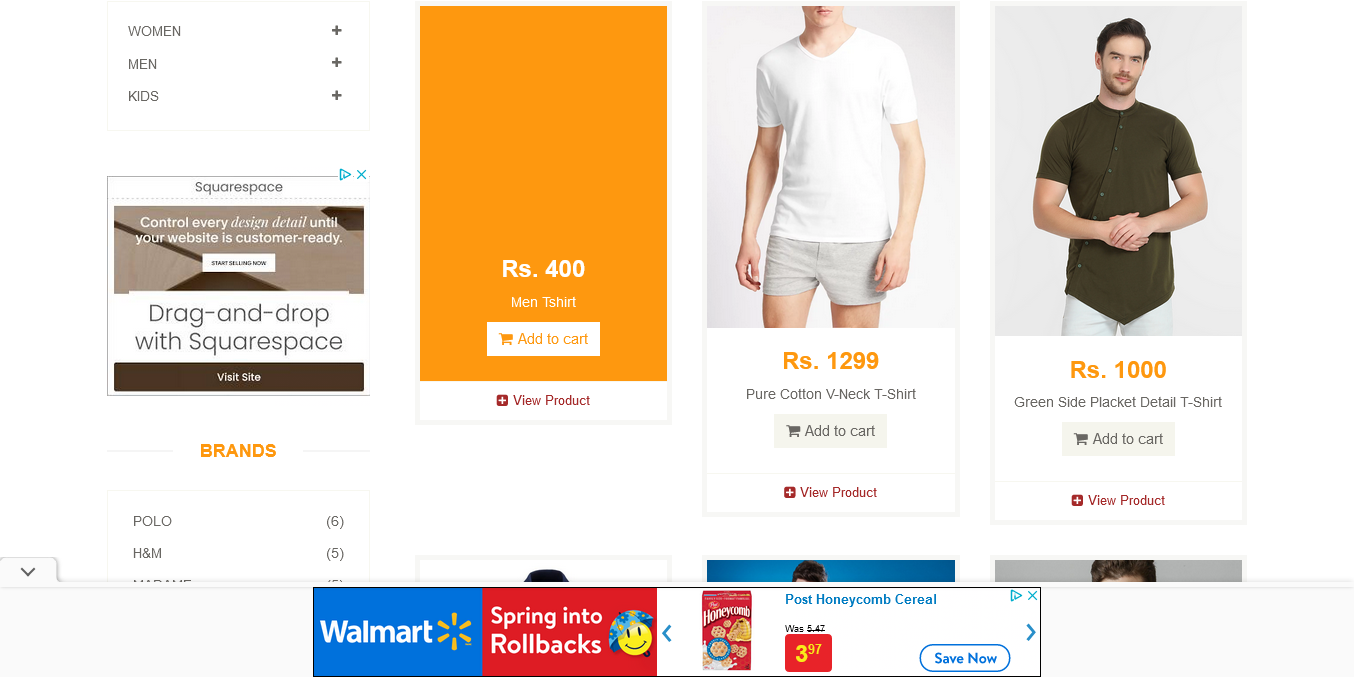 WOMEN
MEN
KIDS
Squarespace
Control every design detail until
your website is customer-ready.
START SELLING NOW
Drag-and-drop
with Squarespace
Visit Site
BRANDS
POLO (6)
H&M (5)
Rs. 400
Men Tshirt
Add to cart
View Product
Rs. 1299
Pure Cotton V-Neck T-Shirt
Add to cart
View Product
Rs. 1000
Green Side Placket Detail T-Shirt
Add to cart
View Product
Walmart
Spring into
Rollbacks
Post
Honeycomb
Post Honeycomb Cereal
Was 5.47
3.97
Save Now